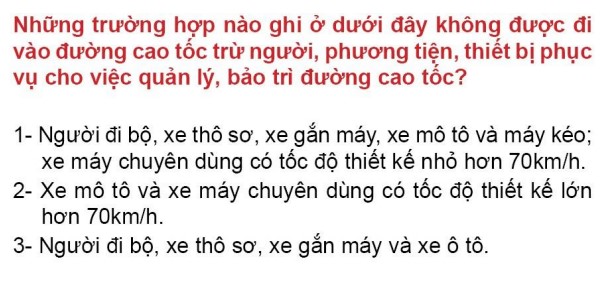 Những trường hợp nào ghi ở dưới đây không được đi
vào đường cao tốc trừ người, phương tiện, thiết bị phục
vụ cho việc quản lý, bảo trì đường cao tốc?
1- Người đi bộ, xe thô sơ, xe gắn máy, xe mô tô và máy kéo;
xe máy chuyên dùng có tốc độ thiết kế nhỏ hơn 70km/h.
2- Xe mô tô và xe máy chuyên dùng có tốc độ thiết kế lớn
hơn 70km/h.
3- Người đi bộ, xe thô sơ, xe gắn máy và xe ô tô.